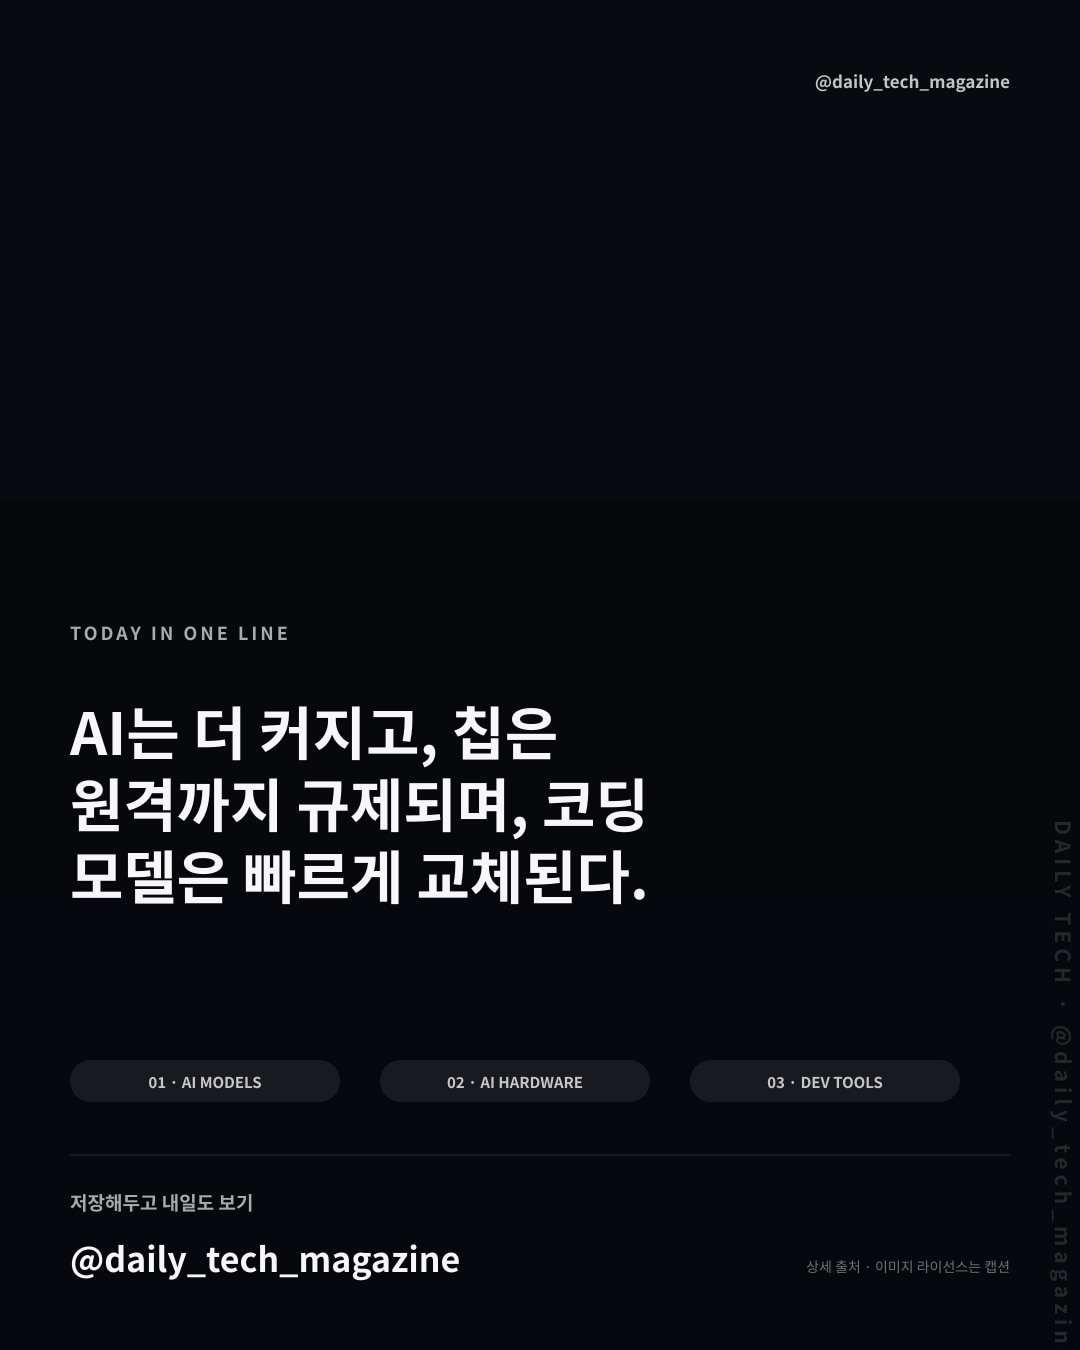 @daily_tech_magazine
TODAY IN ONE LINE
AI는 더 커지고, 칩은
원격까지 규제되며, 코딩
모델은 빠르게 교체된다.
01 · AI MODELS
02 · AI HARDWARE
03 · DEV TOOLS
저장해두고 내일도 보기
@daily_tech_magazine
상세 출처 · 이미지 라이선스는 캡션
DAILY TECH · @daily_tech_magazin